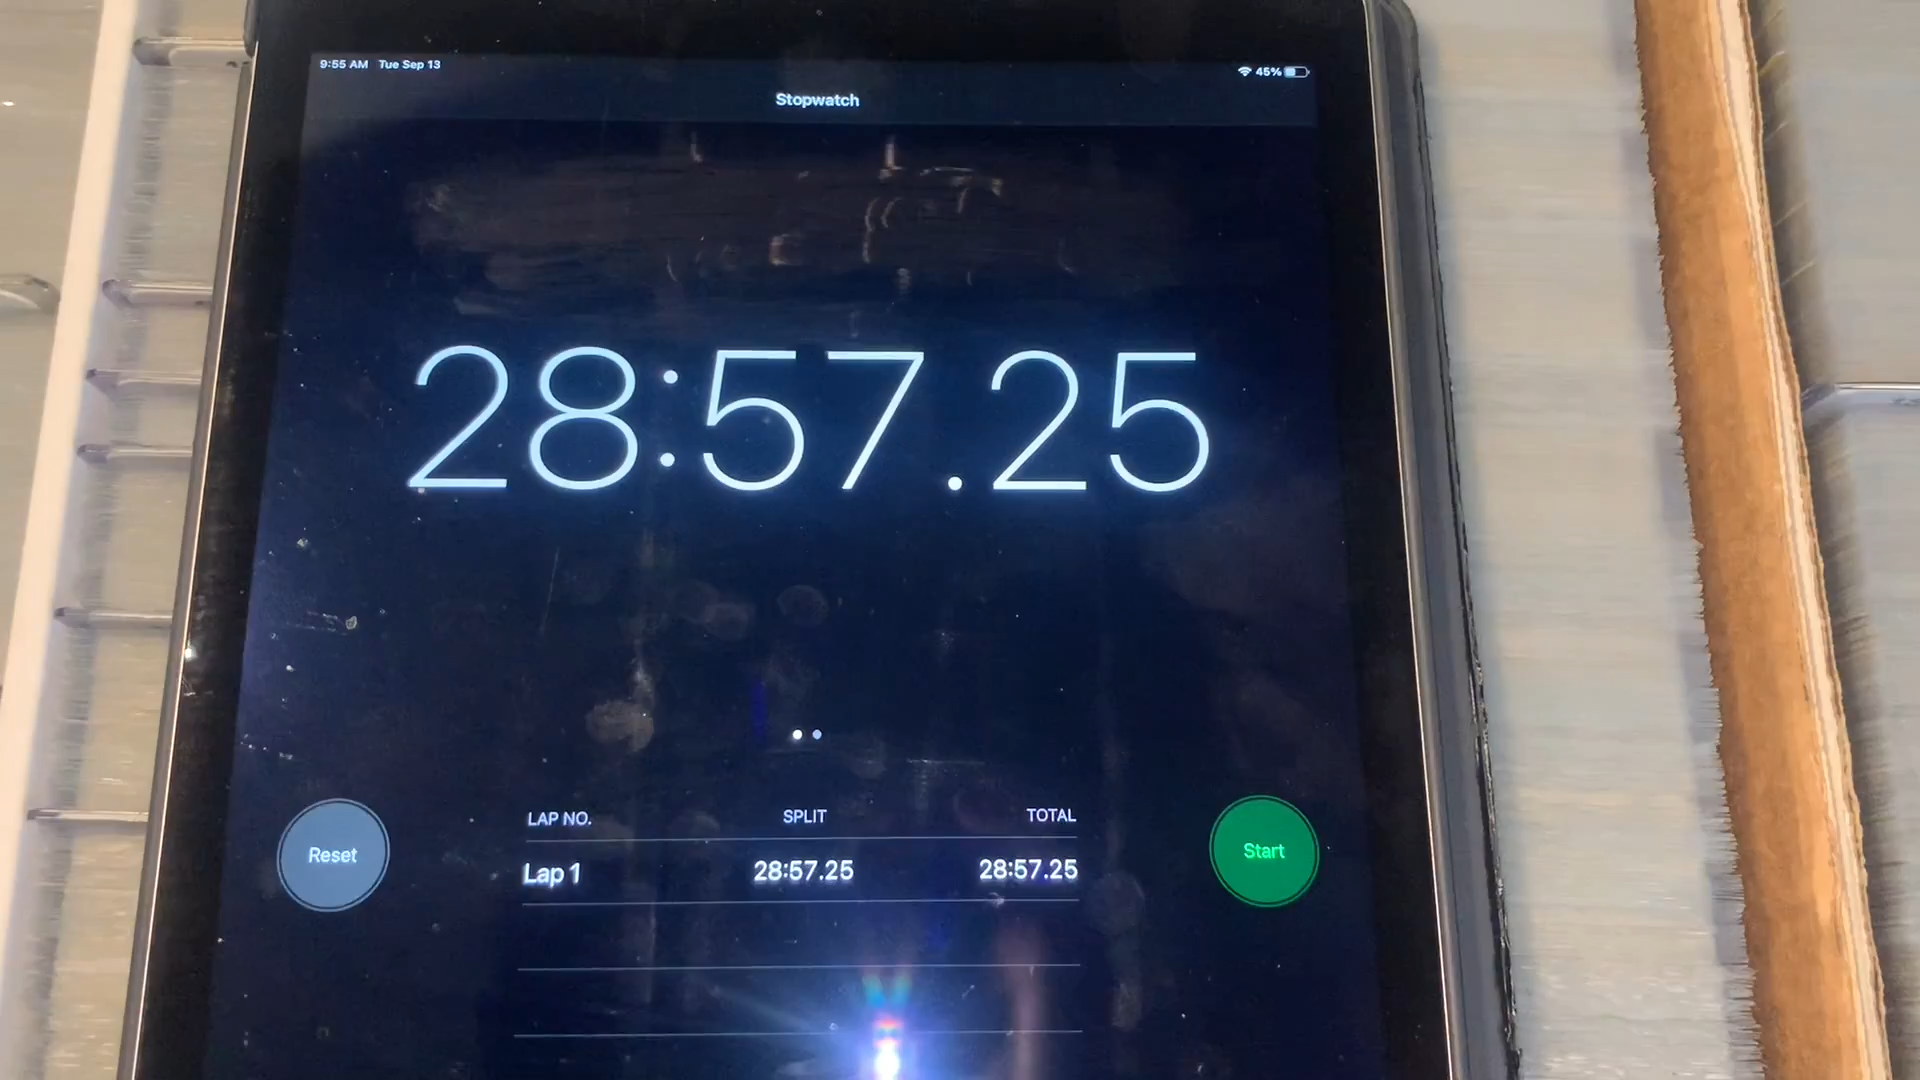 9:55 AM Tue Sep 13
45%
Stopwatch
28:57.25
LAP NO. SPLIT TOTAL
Reset
Lap 1 28:57.25 28:57.25
Start